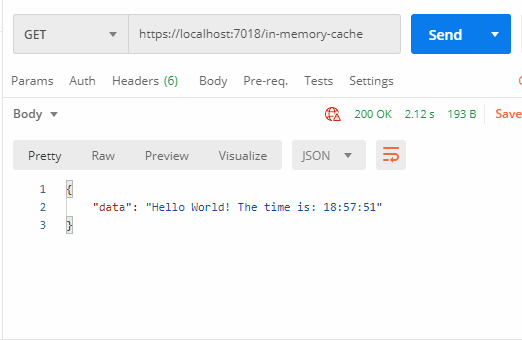 GET https://localhost:7018/in-memory-cache Send
Params Auth Headers (6) Body Pre-req. Tests Settings
Body 200 OK 2.12 s 193 B Save
Pretty Raw Preview Visualize JSON
1 {
2 "data": "Hello World! The time is: 18:57:51"
3 }